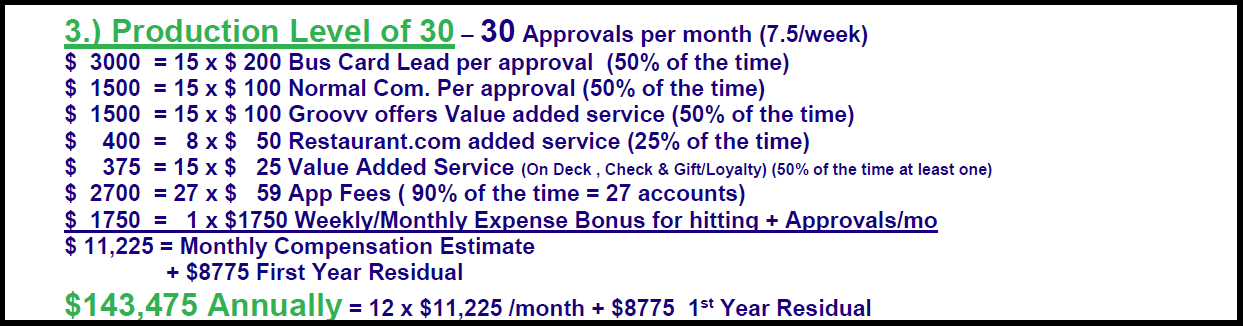 3.) Production Level of 30 – 30 Approvals per month (7.5/week)
$ 3000 = 15 x $ 200 Bus Card Lead per approval (50% of the time)
$ 1500 = 15 x $ 100 Normal Com. Per approval (50% of the time)
$ 1500 = 15 x $ 100 Groovv offers Value added service (50% of the time)
$ 400 = 8 x $ 50 Restaurant.com added service (25% of the time)
$ 375 = 15 x $ 25 Value Added Service (On Deck , Check & Gift/Loyalty) (50% of the time at least one)
$ 2700 = 27 x $ 59 App Fees ( 90% of the time = 27 accounts)
$ 1750 = 1 x $1750 Weekly/Monthly Expense Bonus for hitting + Approvals/mo
$ 11,225 = Monthly Compensation Estimate
+ $8775 First Year Residual
$143,475 Annually = 12 x $11,225 /month + $8775 1st Year Residual